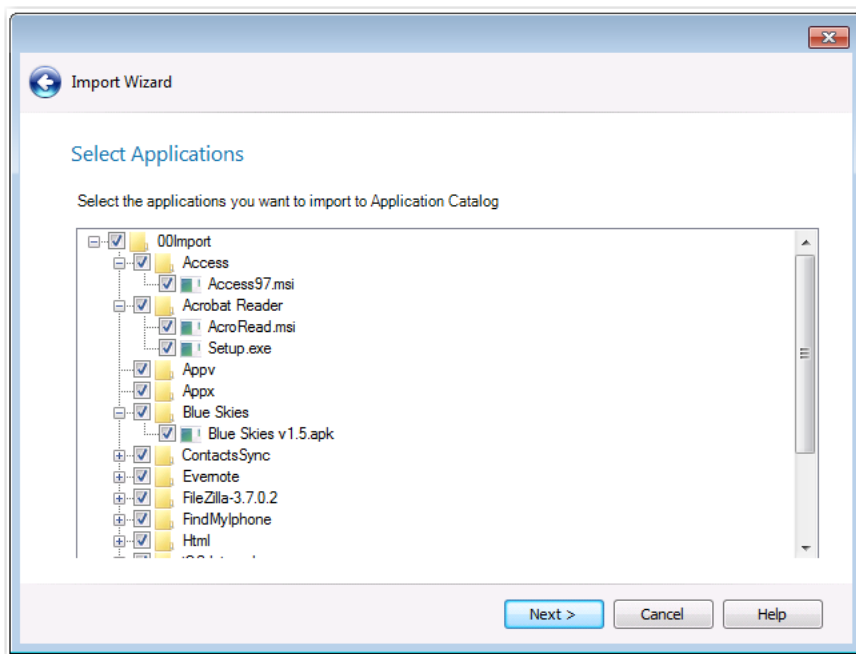 Import Wizard
Select Applications
Select the applications you want to import to Application Catalog
00Import
Access
Access97.msi
Acrobat Reader
AcroRead.msi
Setup.exe
Appv
Appx
Blue Skies
Blue Skies v1.5.apk
ContactsSync
Evernote
FileZilla-3.7.0.2
FindMyIphone
Html
Next >
Cancel
Help